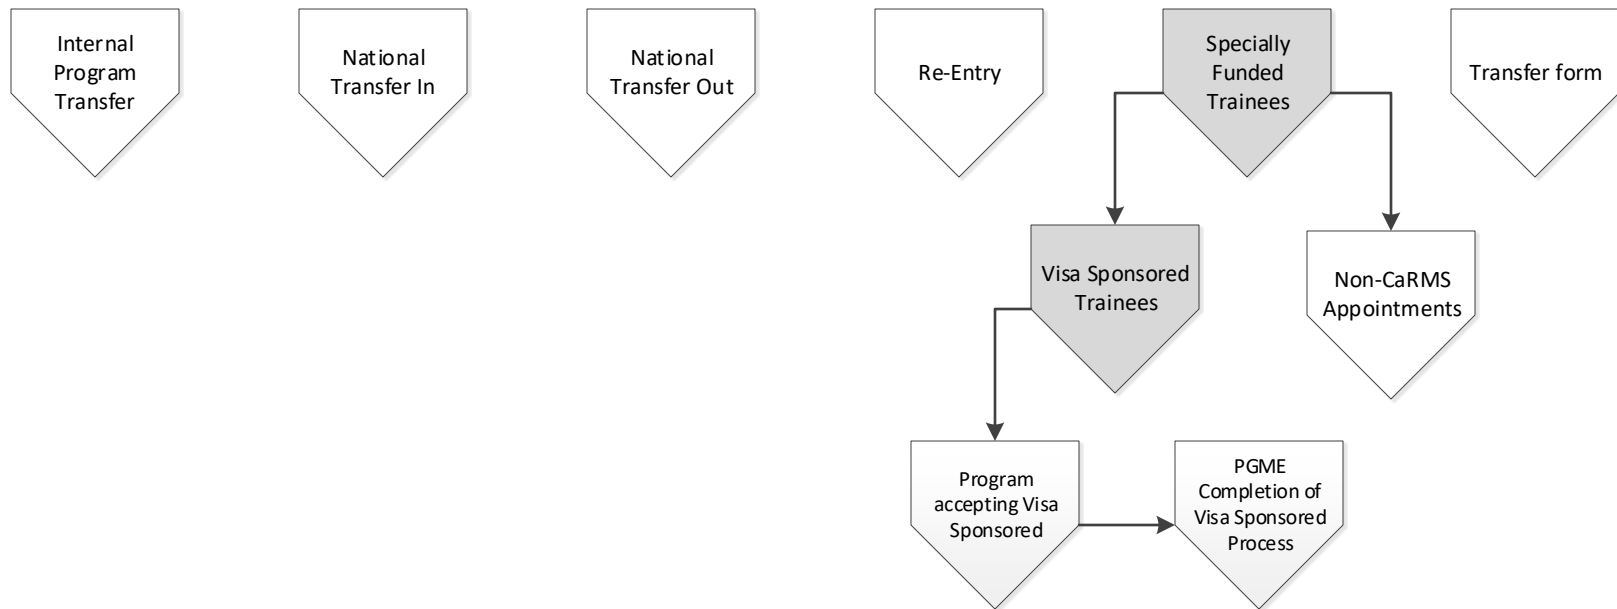 Internal
Program
Transfer
National
Transfer In
National
Transfer Out
Re-Entry
Specially
Funded
Trainees
Transfer form
Visa Sponsored
Trainees
Non-CaRMS
Appointments
Program
accepting Visa
Sponsored
PGME
Completion of
Visa Sponsored
Process